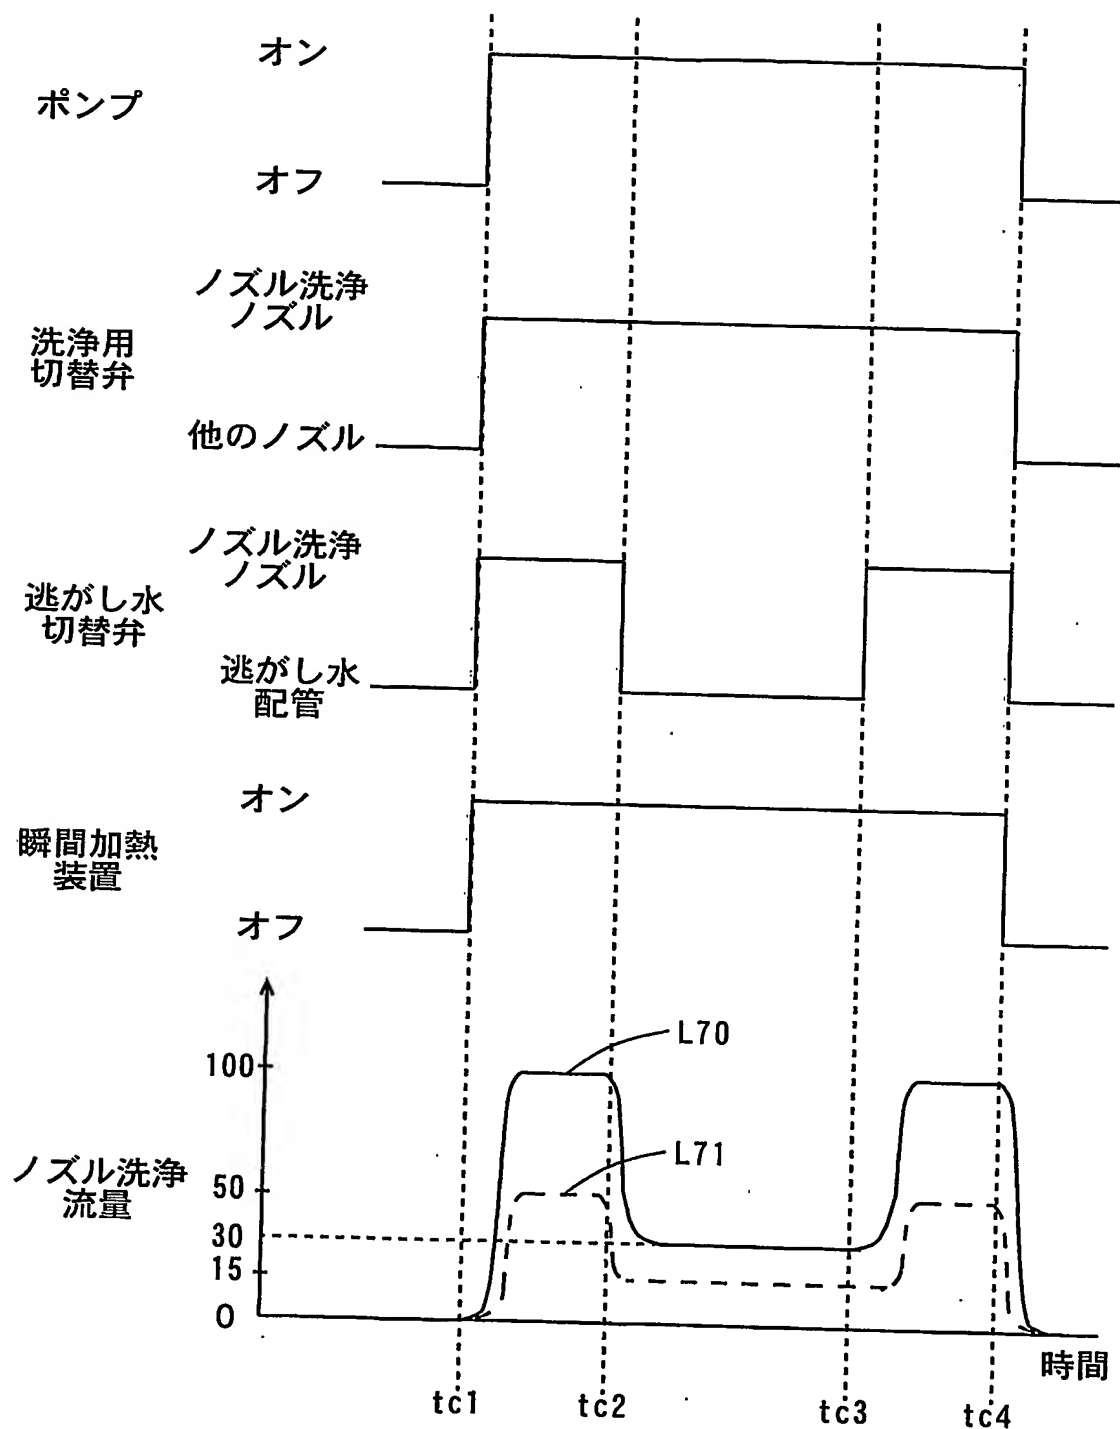 オン
ポンプ
オフ
ノズル洗浄
ノズル
洗浄用
切替弁
他のノズル
ノズル洗浄
ノズル
逃がし水
切替弁
逃がし水
配管
オン
瞬間加熱
装置
オフ
L70
100
L71
ノズル洗浄
流量
50
30
15
0
時間
tc1
tc2
tc3
tc4